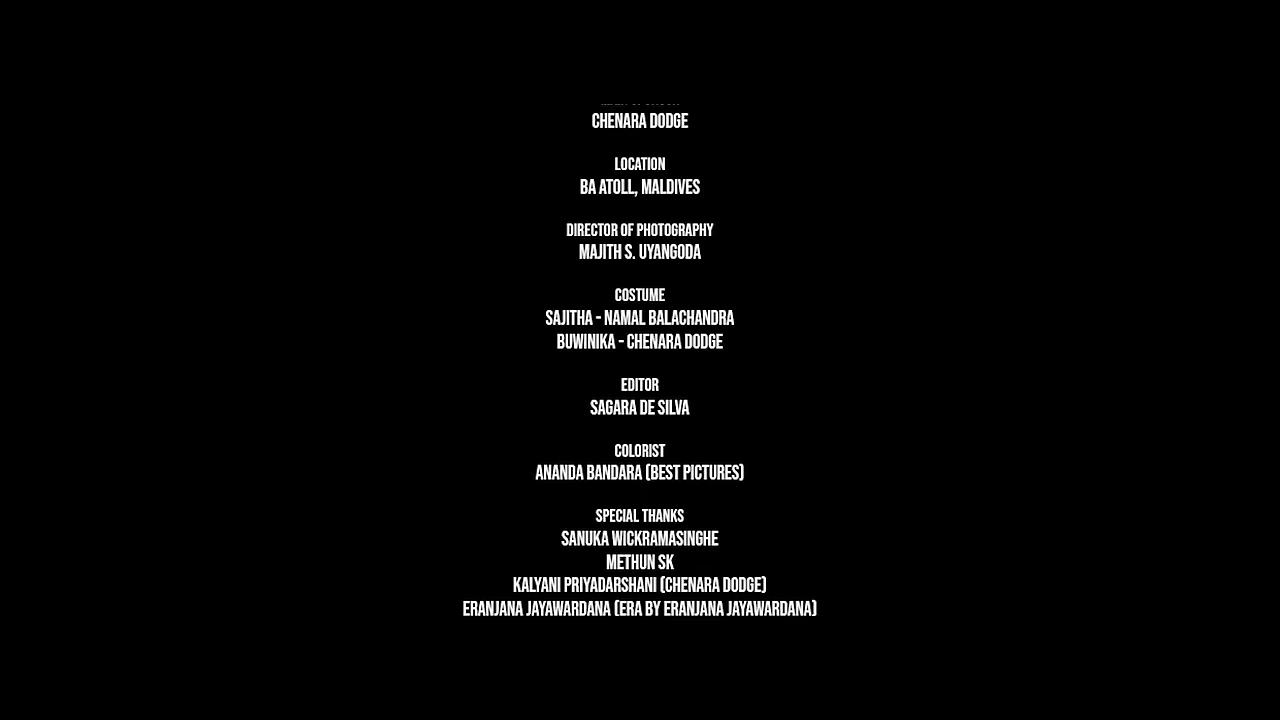 CHENARA DODGE
LOCATION
BA ATOLL, MALDIVES
DIRECTOR OF PHOTOGRAPHY
MAJITH S. UYANGODA
COSTUME
SAJITHA - NAMAL BALACHANDRA
BUWINIKA - CHENARA DODGE
EDITOR
SAGARA DE SILVA
COLORIST
ANANDA BANDARA (BEST PICTURES)
SPECIAL THANKS
SANUKA WICKRAMASINGHE
METHUN SK
KALYANI PRIYADARSHANI (CHENARA DODGE)
ERANJANA JAYAWARDANA (ERA BY ERANJANA JAYAWARDANA)